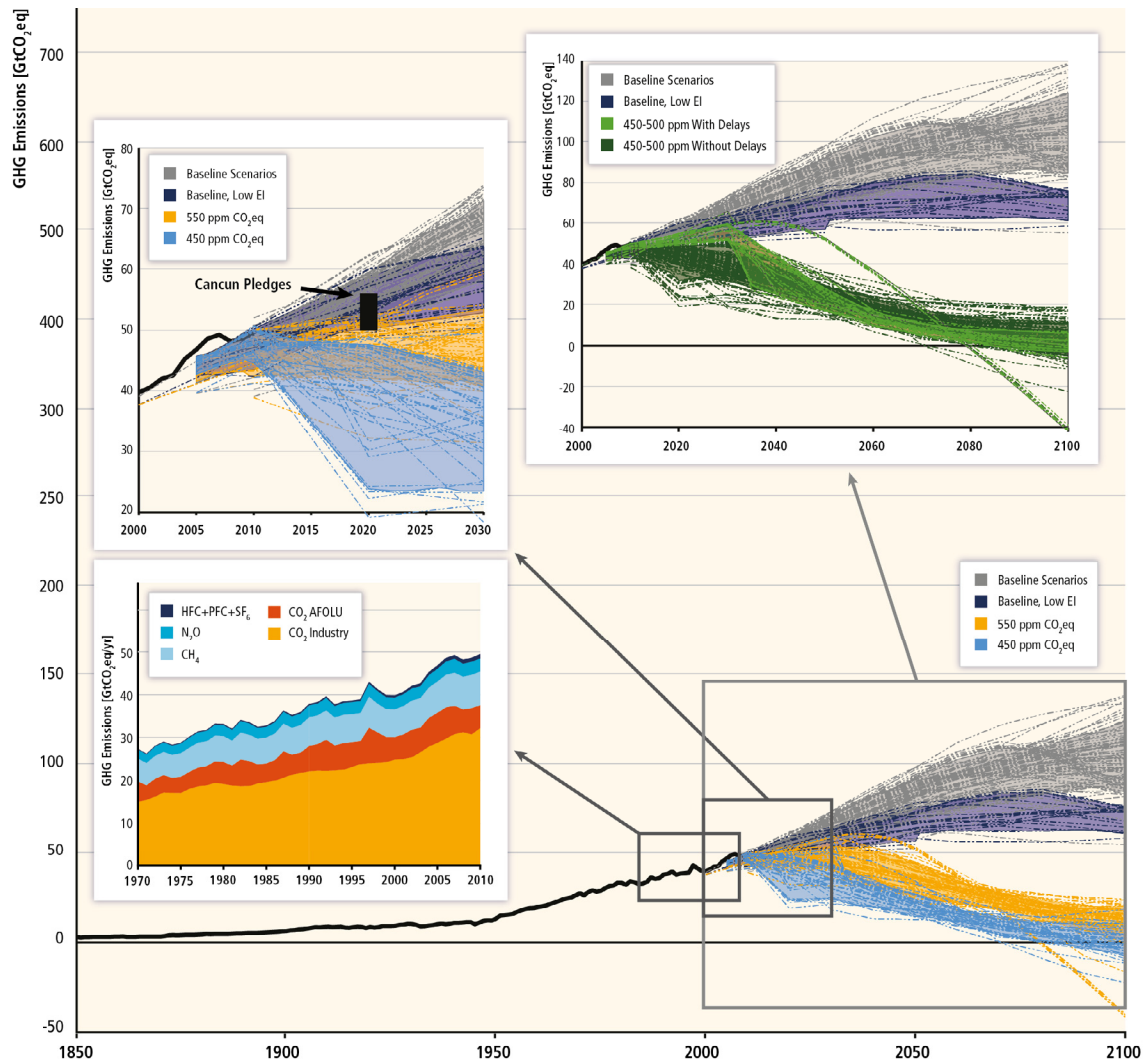 GHG Emissions [GtCO₂eq]
700
600
500
400
300
250
200
150
100
50
0
-50
1850
1900
1950
2000
2050
2100
GHG Emissions [GtCO₂eq]
80
70
60
50
40
30
20
2000
2005
2010
2015
2020
2025
2030
Baseline Scenarios
Baseline, Low EI
550 ppm CO₂eq
450 ppm CO₂eq
Cancun Pledges
GHG Emissions [GtCO₂eq]
140
120
100
80
60
40
20
0
-20
-40
2000
2020
2040
2060
2080
2100
Baseline Scenarios
Baseline, Low EI
450-500 ppm With Delays
450-500 ppm Without Delays
GHG Emissions [GtCO₂eq/yr]
50
40
30
20
10
0
1970
1975
1980
1985
1990
1995
2000
2005
2010
HFC+PFC+SF₆
N₂O
CH₄
CO₂ AFOLU
CO₂ Industry
Baseline Scenarios
Baseline, Low EI
550 ppm CO₂eq
450 ppm CO₂eq